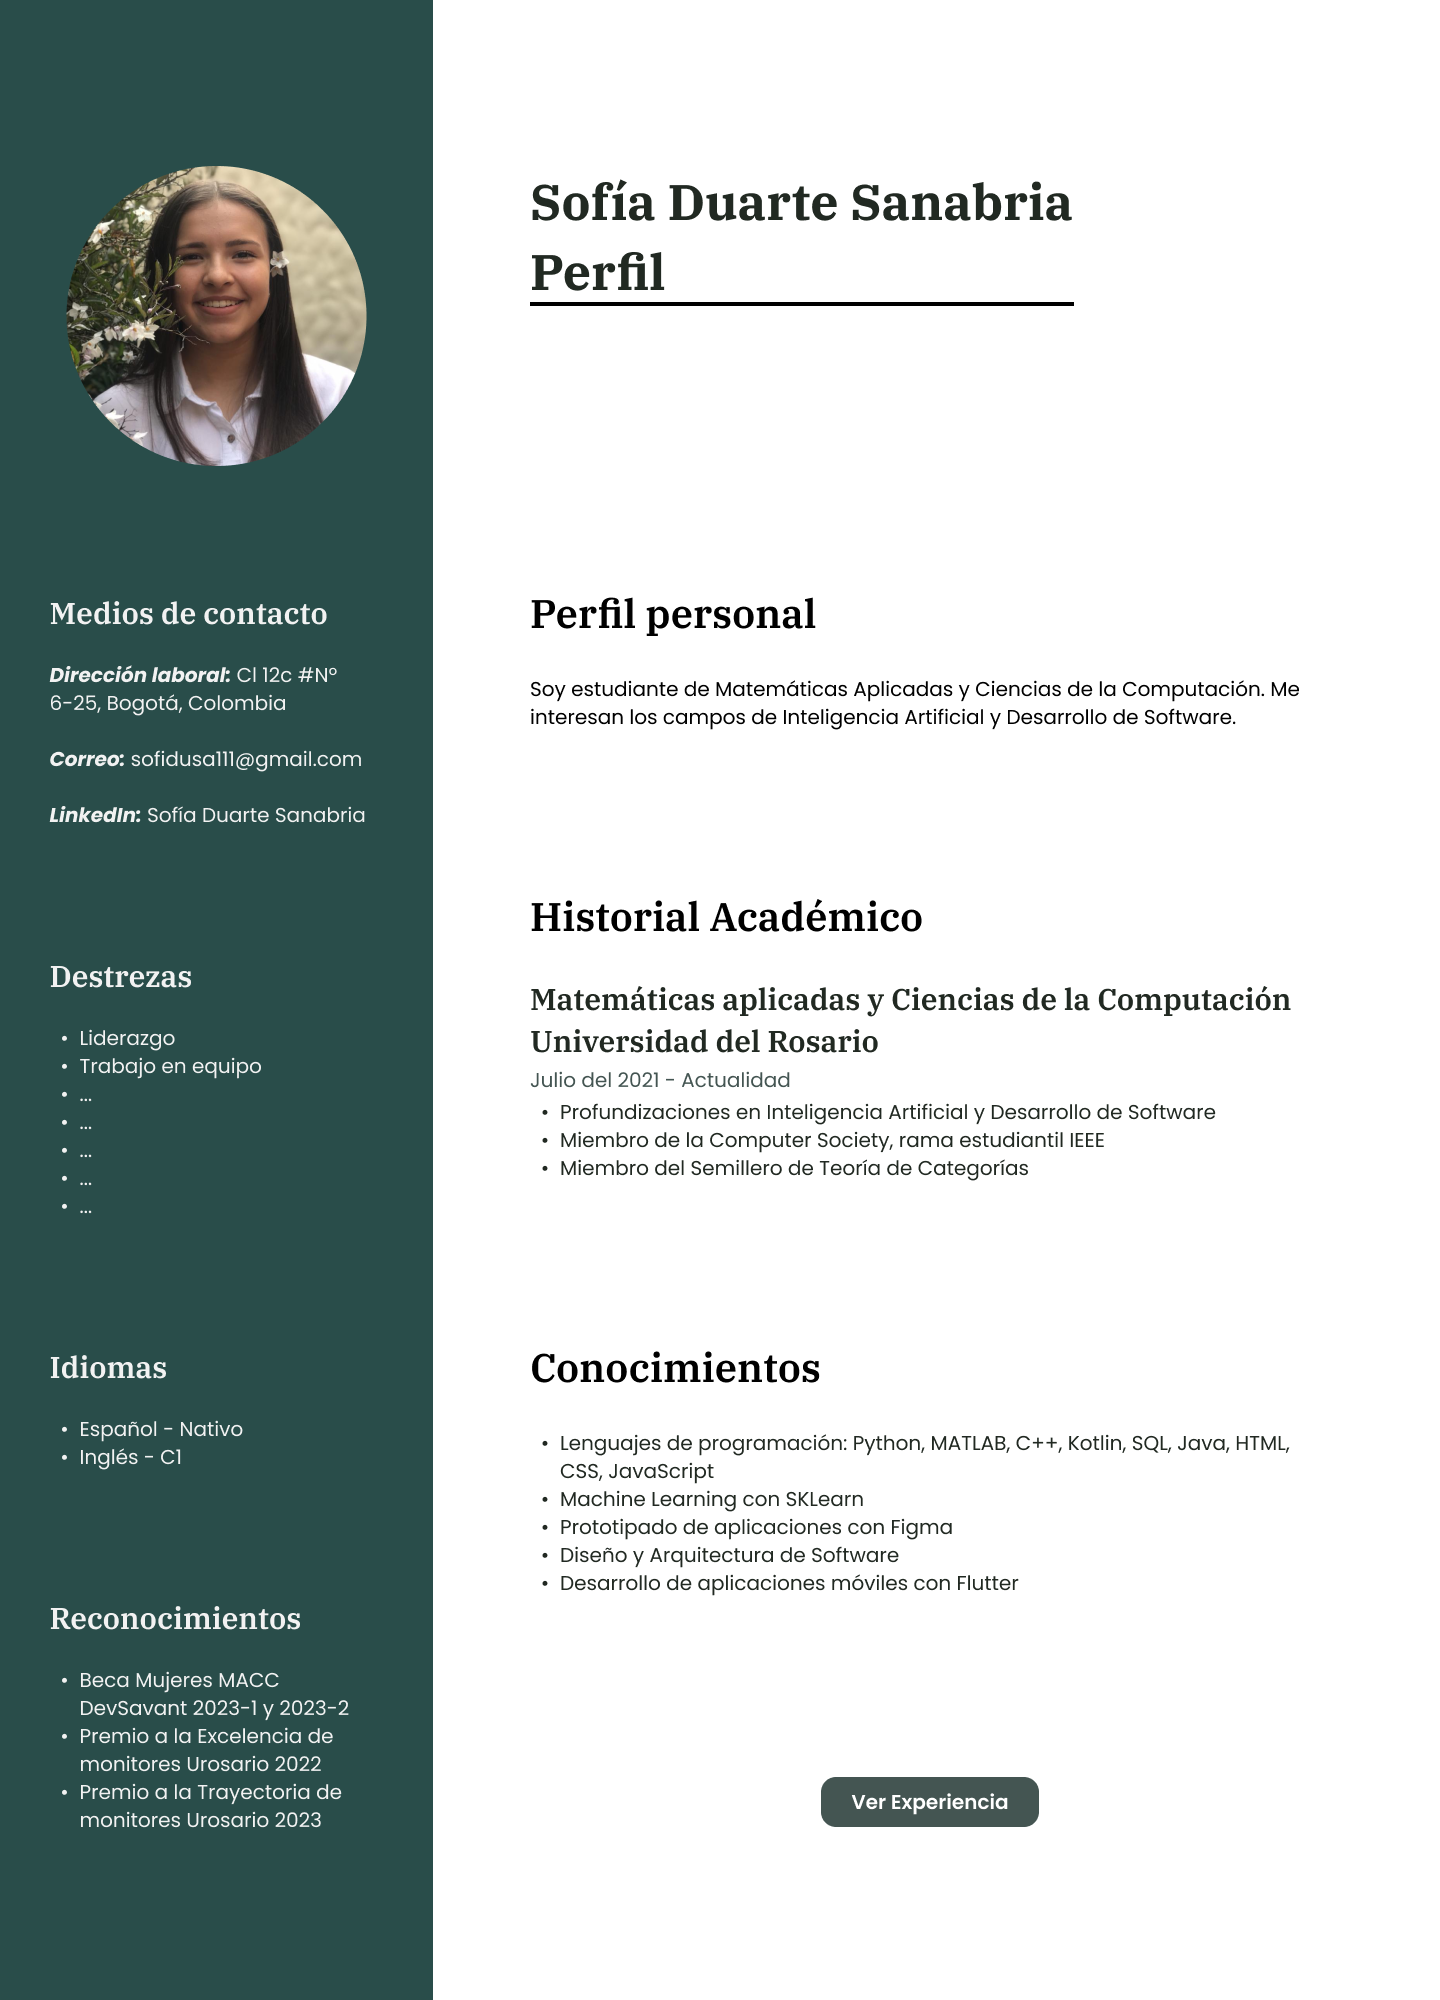 Sofía Duarte Sanabria
Perfil
Medios de contacto
Dirección laboral: Cl 12c #Nº
6-25, Bogotá, Colombia
Correo: sofidusa111@gmail.com
LinkedIn: Sofía Duarte Sanabria
Destrezas
• Liderazgo
• Trabajo en equipo
• ...
• ...
• ...
• ...
• ...
Idiomas
• Español - Nativo
• Inglés - C1
Reconocimientos
• Beca Mujeres MACC
DevSavant 2023-1 y 2023-2
• Premio a la Excelencia de
monitores Urosario 2022
• Premio a la Trayectoria de
monitores Urosario 2023
Perfil personal
Soy estudiante de Matemáticas Aplicadas y Ciencias de la Computación. Me
interesan los campos de Inteligencia Artificial y Desarrollo de Software.
Historial Académico
Matemáticas aplicadas y Ciencias de la Computación
Universidad del Rosario
Julio del 2021 - Actualidad
• Profundizaciones en Inteligencia Artificial y Desarrollo de Software
• Miembro de la Computer Society, rama estudiantil IEEE
• Miembro del Semillero de Teoría de Categorías
Conocimientos
• Lenguajes de programación: Python, MATLAB, C++, Kotlin, SQL, Java, HTML,
CSS, JavaScript
• Machine Learning con SKLearn
• Prototipado de aplicaciones con Figma
• Diseño y Arquitectura de Software
• Desarrollo de aplicaciones móviles con Flutter
Ver Experiencia